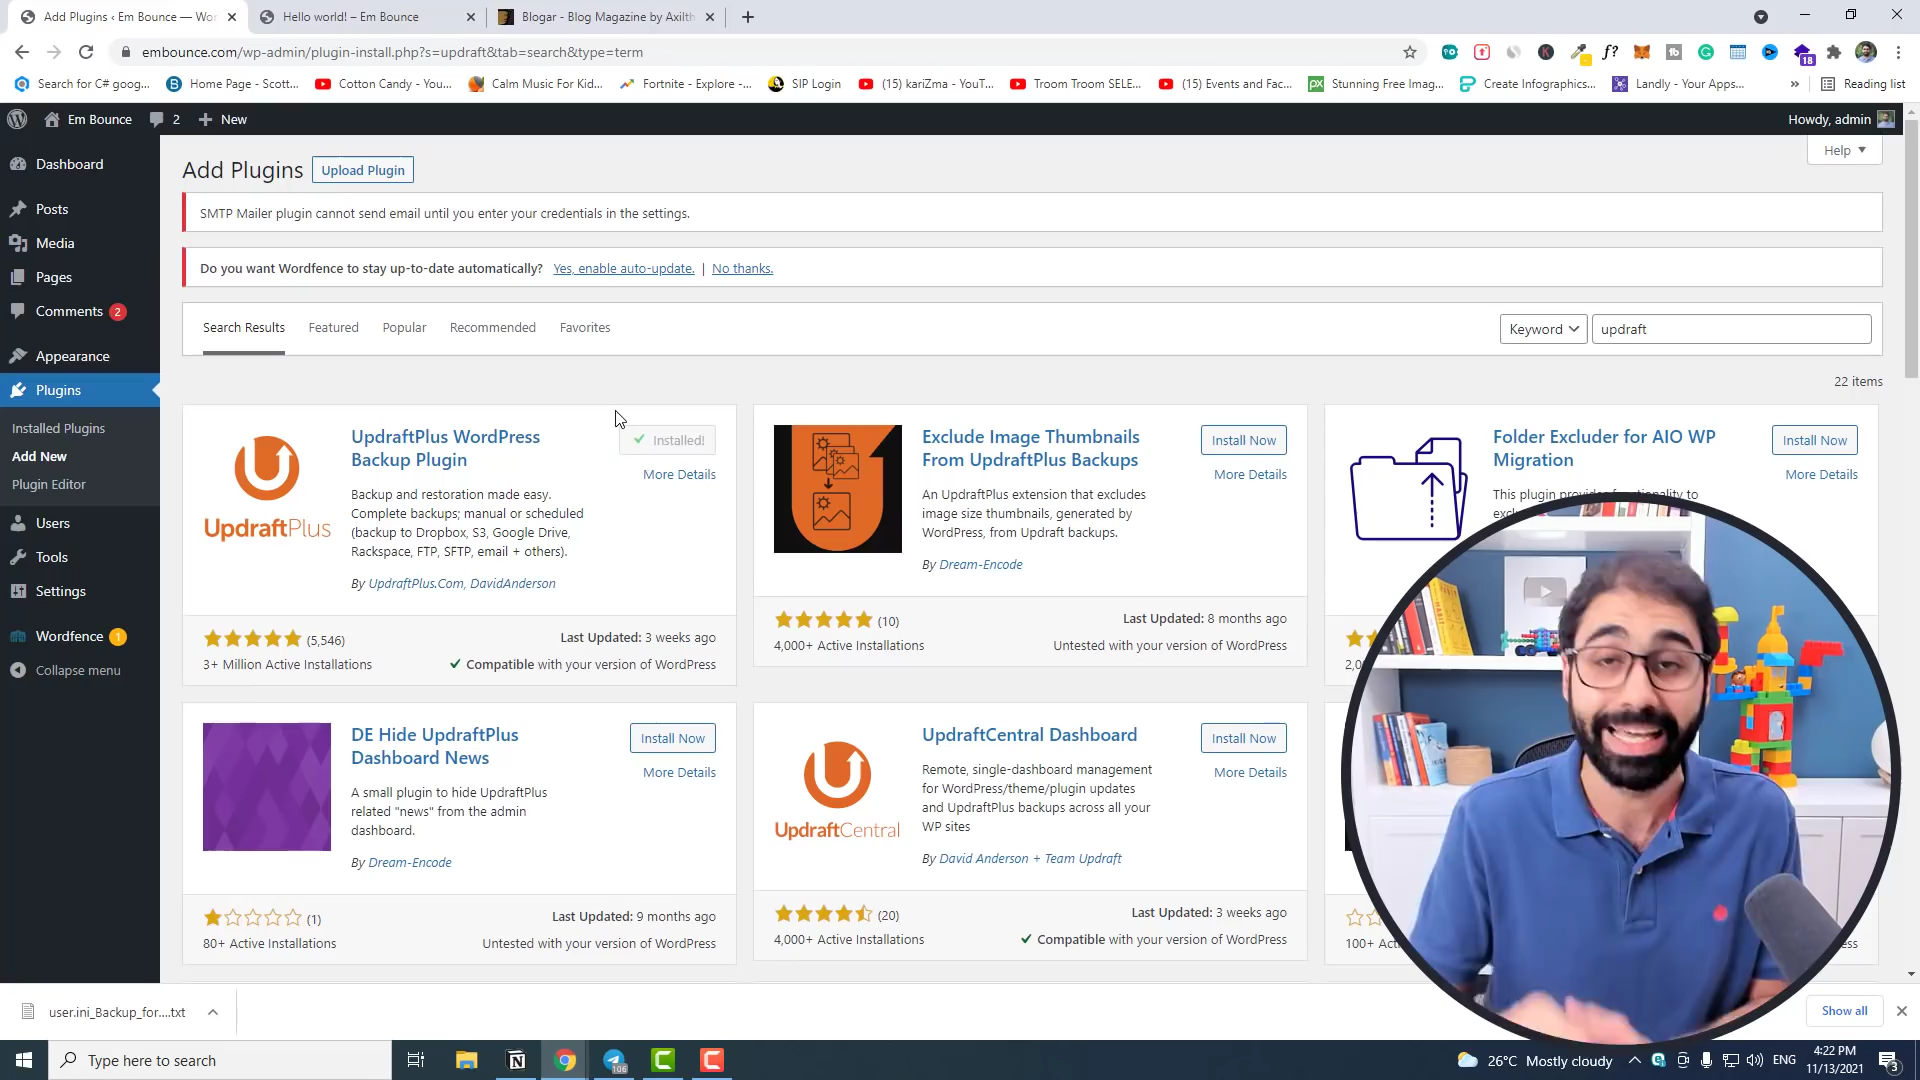 Add Plugins ‹ Em Bounce — Wor
Hello world! – Em Bounce
Blogar - Blog Magazine by Axilth
embounce.com/wp-admin/plugin-install.php?s=updraft&tab=search&type=term
18
Search for C# goog...
Home Page - Scott...
Cotton Candy - You...
Calm Music For Kid...
Fortnite - Explore -...
SIP Login
(15) kariZma - YouT...
Troom Troom SELE...
(15) Events and Fac...
Stunning Free Imag...
Create Infographics...
Landly - Your Apps...
»
Reading list
Em Bounce
2
New
Howdy, admin
Dashboard
Posts
Media
Pages
Comments 2
Appearance
Plugins
Installed Plugins
Add New
Plugin Editor
Users
Tools
Settings
Wordfence 1
Collapse menu
Help
Add Plugins
Upload Plugin
SMTP Mailer plugin cannot send email until you enter your credentials in the settings.
Do you want Wordfence to stay up-to-date automatically? Yes, enable auto-update. | No thanks.
Search Results
Featured
Popular
Recommended
Favorites
Keyword
updraft
22 items
UpdraftPlus
UpdraftPlus WordPress
Backup Plugin
Installed!
More Details
Backup and restoration made easy.
Complete backups; manual or scheduled
(backup to Dropbox, S3, Google Drive,
Rackspace, FTP, SFTP, email + others).
By UpdraftPlus.Com, DavidAnderson
(5,546)
3+ Million Active Installations
Last Updated: 3 weeks ago
Compatible with your version of WordPress
Exclude Image Thumbnails
From UpdraftPlus Backups
Install Now
More Details
An UpdraftPlus extension that excludes
image size thumbnails, generated by
WordPress, from Updraft backups.
By Dream-Encode
(10)
4,000+ Active Installations
Last Updated: 8 months ago
Untested with your version of WordPress
Folder Excluder for AIO WP
Migration
Install Now
More Details
This plugin provides functionality to
DE Hide UpdraftPlus
Dashboard News
Install Now
More Details
A small plugin to hide UpdraftPlus
related "news" from the admin
dashboard.
By Dream-Encode
(1)
80+ Active Installations
Last Updated: 9 months ago
Untested with your version of WordPress
UpdraftCentral
UpdraftCentral Dashboard
Install Now
More Details
Remote, single-dashboard management
for WordPress/theme/plugin updates
and UpdraftPlus backups across all your
WP sites
By David Anderson + Team Updraft
(20)
4,000+ Active Installations
Last Updated: 3 weeks ago
Compatible with your version of WordPress
100+ Act
ess
user.ini_Backup_for....txt
Show all
Type here to search
106
26°C Mostly cloudy
ENG
4:22 PM
11/13/2021
3